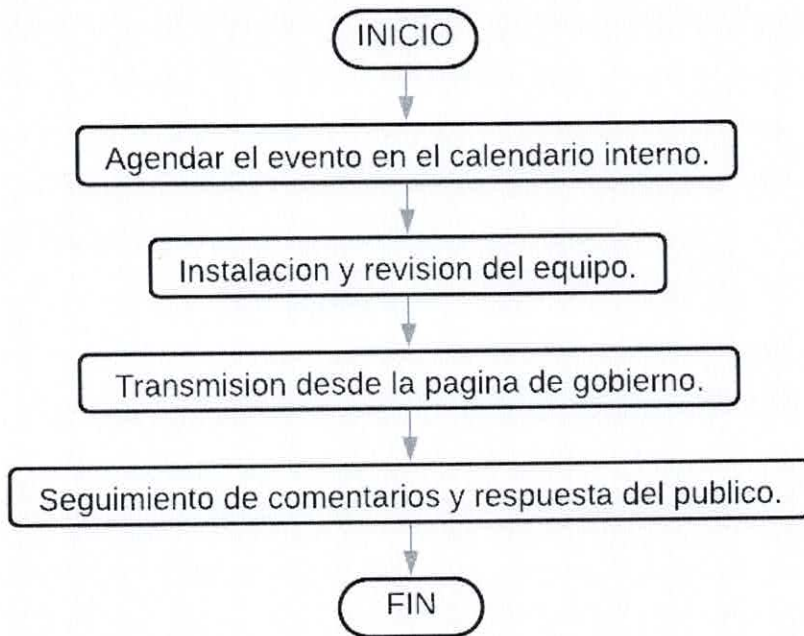 INICIO
Agendar el evento en el calendario interno.
Instalacion y revision del equipo.
Transmision desde la pagina de gobierno.
Seguimiento de comentarios y respuesta del publico.
FIN